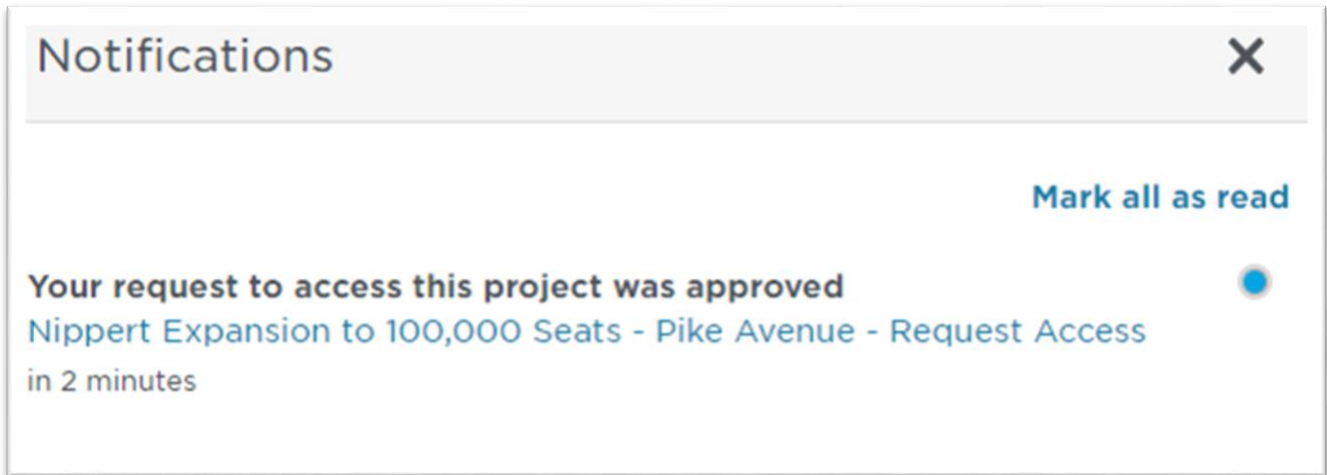 Notifications
Mark all as read
Your request to access this project was approved
Nippert Expansion to 100,000 Seats - Pike Avenue - Request Access
in 2 minutes